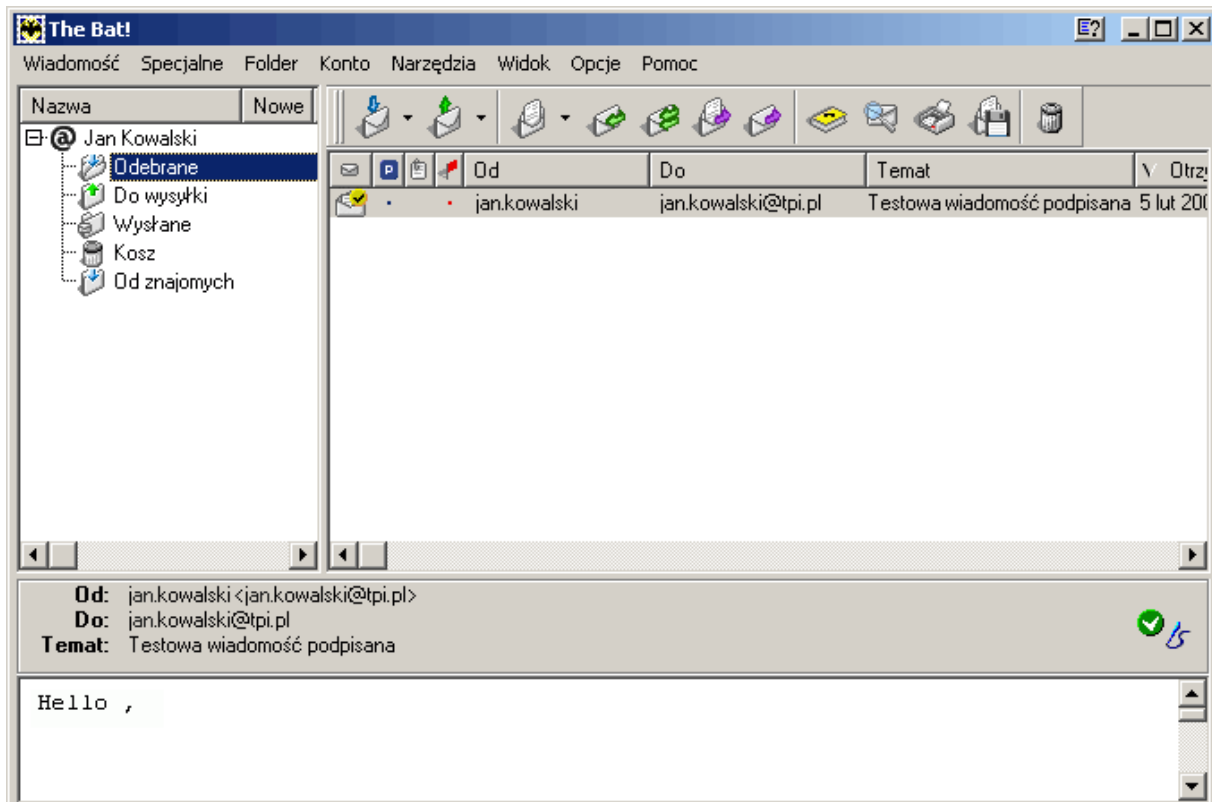 The Bat!
Wiadomość Specjalne Folder Konto Narzędzia Widok Opcje Pomoc
Nazwa Nowe
Jan Kowalski
Odebrane
Do wysyłki
Wysłane
Kosz
Od znajomych
Od Do Temat Otrzy
jan.kowalski jan.kowalski@tpi.pl Testowa wiadomość podpisana 5 lut 200
Od: jan.kowalski <jan.kowalski@tpi.pl>
Do: jan.kowalski@tpi.pl
Temat: Testowa wiadomość podpisana
Hello ,